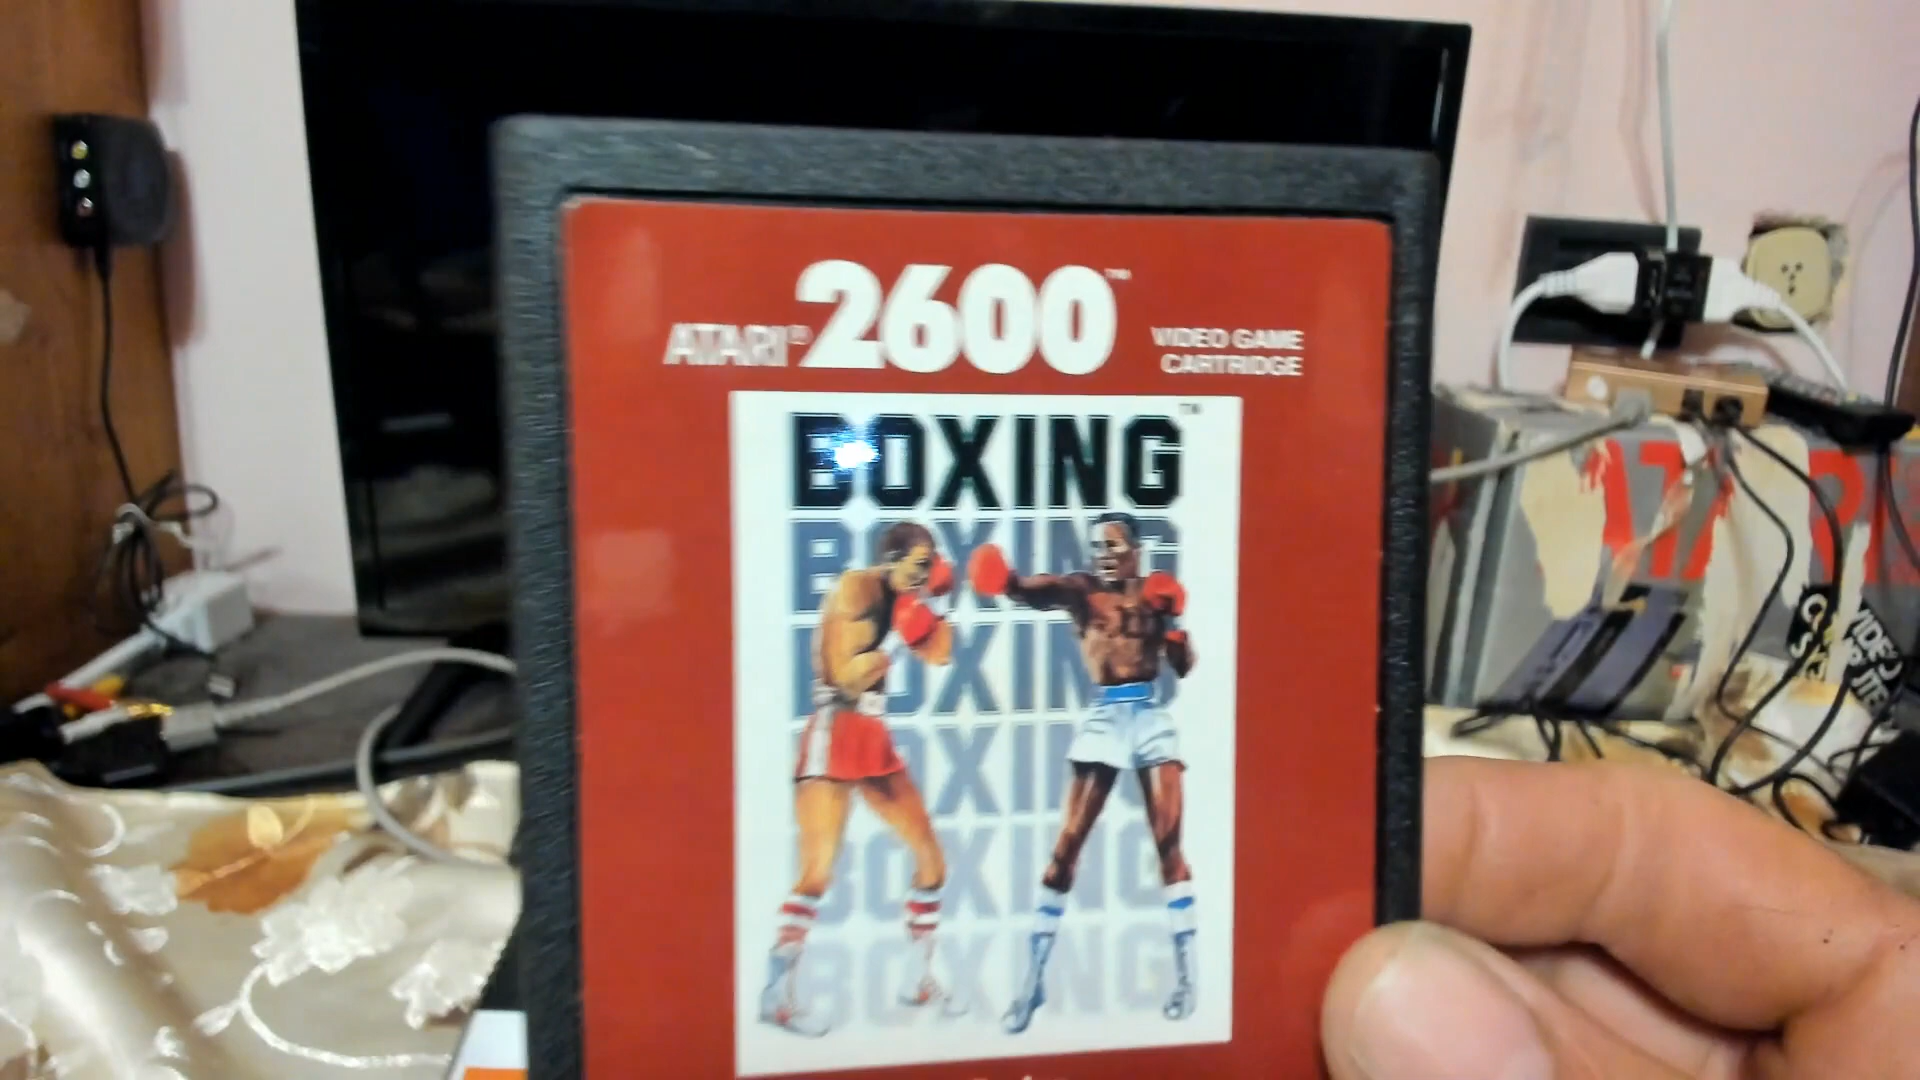 ATARI® 2600™ VIDEO GAME
CARTRIDGE
BOXING™
BOXING
BOXING
BOXING
BOXING
BOXING